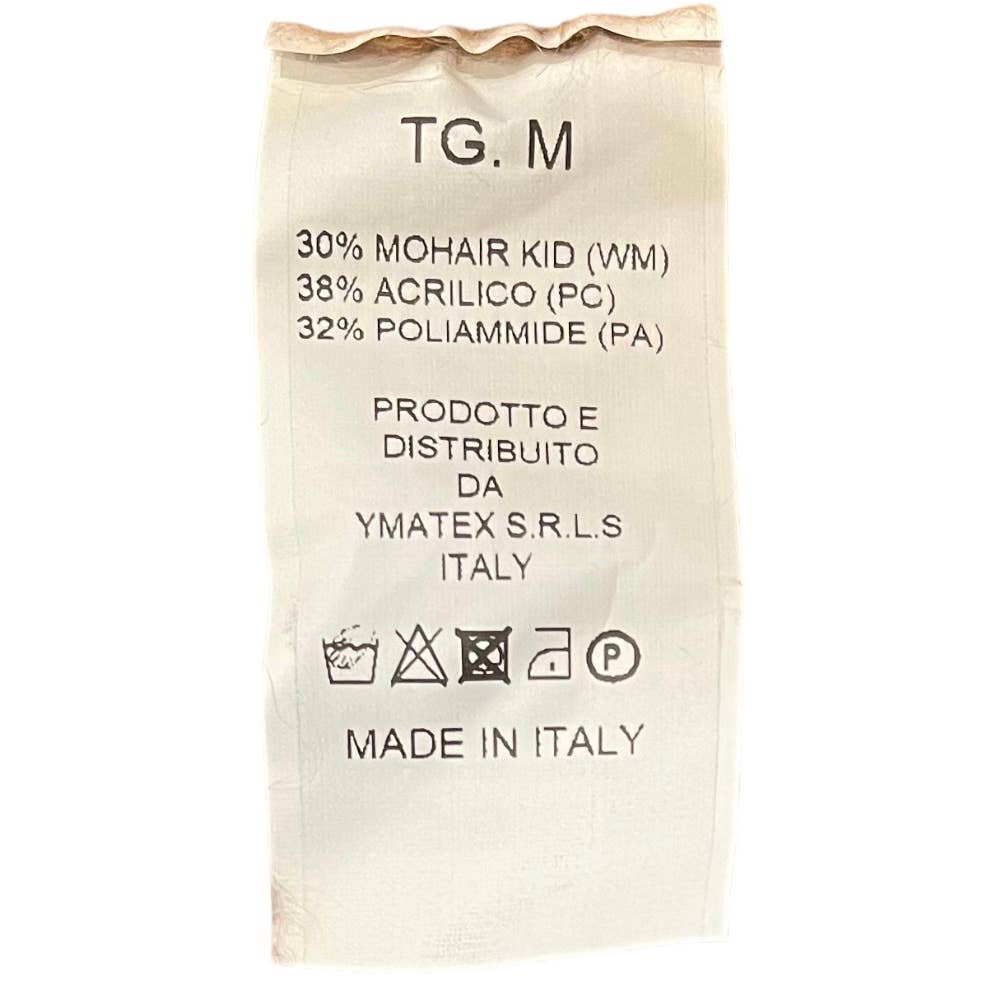 TG. M
30% MOHAIR KID (WM)
38% ACRILICO (PC)
32% POLIAMMIDE (PA)
PRODOTTO E
DISTRIBUITO
DA
YMATEX S.R.L.S
ITALY
P
MADE IN ITALY